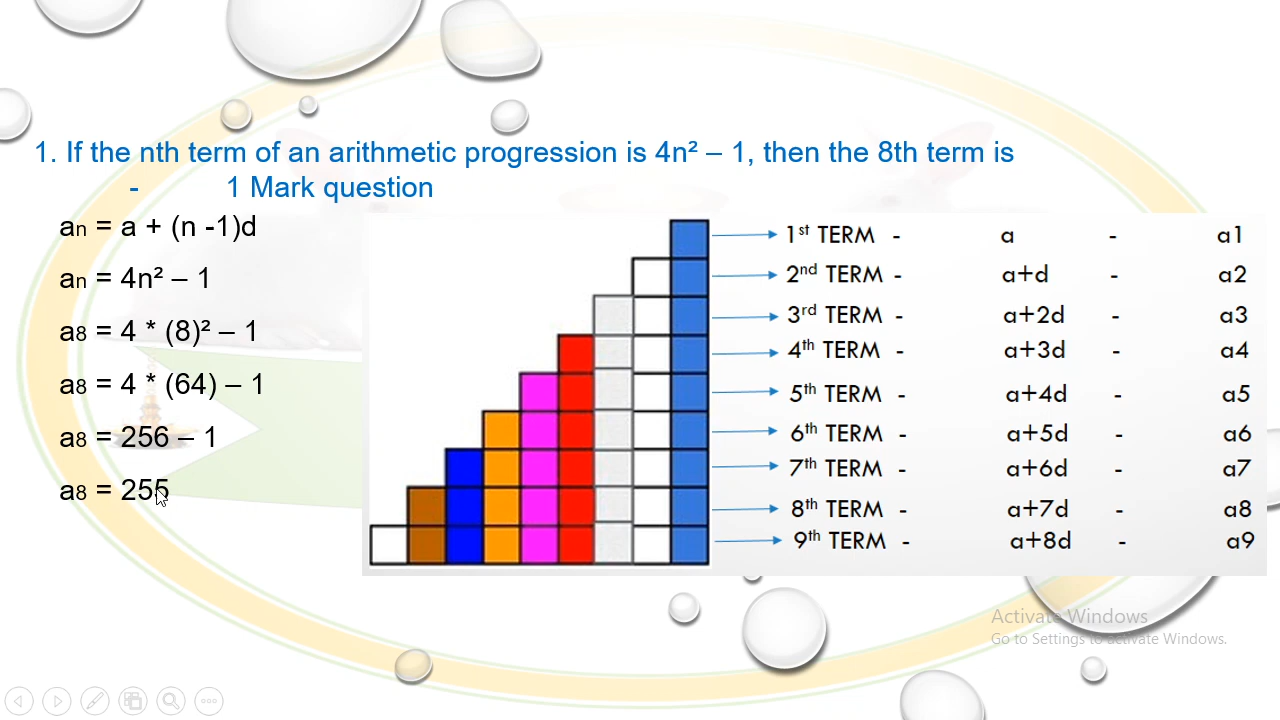 1. If the nth term of an arithmetic progression is 4n² – 1, then the 8th term is
- 1 Mark question
an = a + (n -1)d
an = 4n² – 1
a8 = 4 * (8)² – 1
a8 = 4 * (64) – 1
a8 = 256 – 1
a8 = 255
1st TERM - a - a1
2nd TERM - a+d - a2
3rd TERM - a+2d - a3
4th TERM - a+3d - a4
5th TERM - a+4d - a5
6th TERM - a+5d - a6
7th TERM - a+6d - a7
8th TERM - a+7d - a8
9th TERM - a+8d - a9
Activate Windows
Go to Settings to activate Windows.